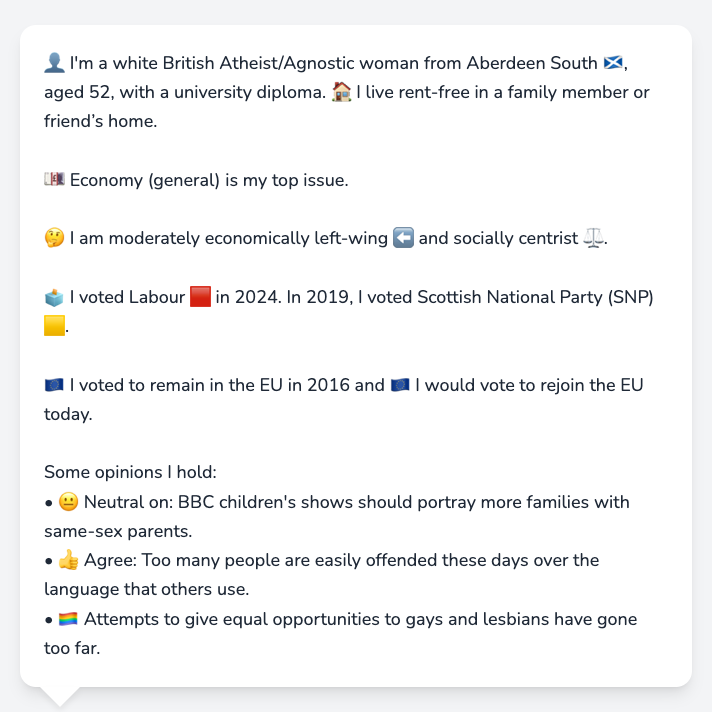 👤 I'm a white British Atheist/Agnostic woman from Aberdeen South 🏴󠁧󠁢󠁳󠁣󠁴󠁿,
aged 52, with a university diploma. 🏠 I live rent-free in a family member or
friend’s home.
💷 Economy (general) is my top issue.
🤔 I am moderately economically left-wing ⬅️ and socially centrist ⚖️.
🗳️ I voted Labour 🟥 in 2024. In 2019, I voted Scottish National Party (SNP)
🟨.
🇪🇺 I voted to remain in the EU in 2016 and 🇪🇺 I would vote to rejoin the EU
today.
Some opinions I hold:
• 😐 Neutral on: BBC children's shows should portray more families with
same-sex parents.
• 👍 Agree: Too many people are easily offended these days over the
language that others use.
• 🏳️‍🌈 Attempts to give equal opportunities to gays and lesbians have gone
too far.